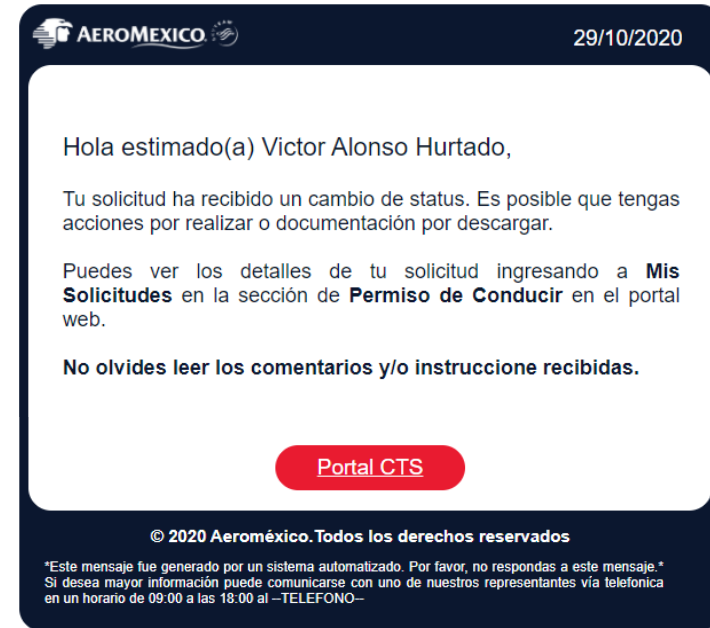 AEROMEXICO.
29/10/2020
Hola estimado(a) Victor Alonso Hurtado,
Tu solicitud ha recibido un cambio de status. Es posible que tengas
acciones por realizar o documentación por descargar.
Puedes ver los detalles de tu solicitud ingresando a Mis
Solicitudes en la sección de Permiso de Conducir en el portal
web.
No olvides leer los comentarios y/o instruccione recibidas.
Portal CTS
© 2020 Aeroméxico.Todos los derechos reservados
*Este mensaje fue generado por un sistema automatizado. Por favor, no respondas a este mensaje.*
Si desea mayor información puede comunicarse con uno de nuestros representantes vía telefonica
en un horario de 09:00 a las 18:00 al --TELEFONO--